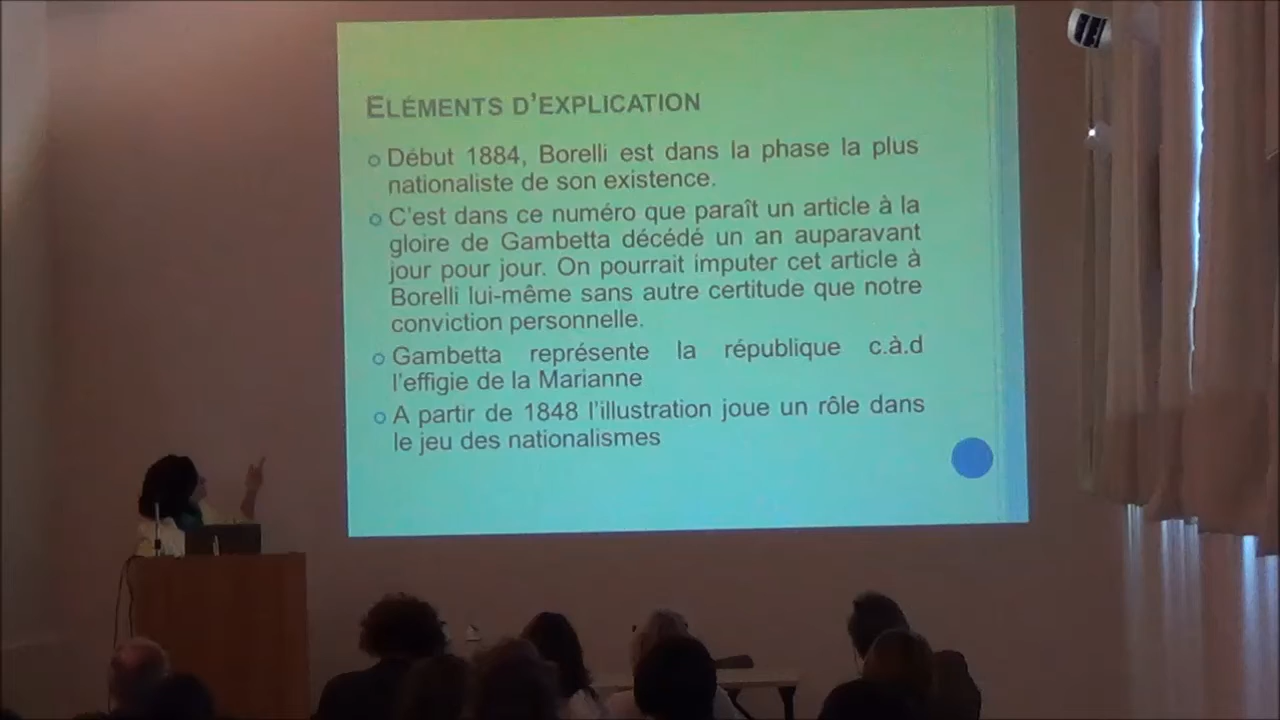 ELÉMENTS D'EXPLICATION
Début 1884, Borelli est dans la phase la plus
nationaliste de son existence.
C'est dans ce numéro que paraît un article à la
gloire de Gambetta décédé un an auparavant
jour pour jour. On pourrait imputer cet article à
Borelli lui-même sans autre certitude que notre
conviction personnelle.
Gambetta représente la république c.à.d
l'effigie de la Marianne
A partir de 1848 l'illustration joue un rôle dans
le jeu des nationalismes